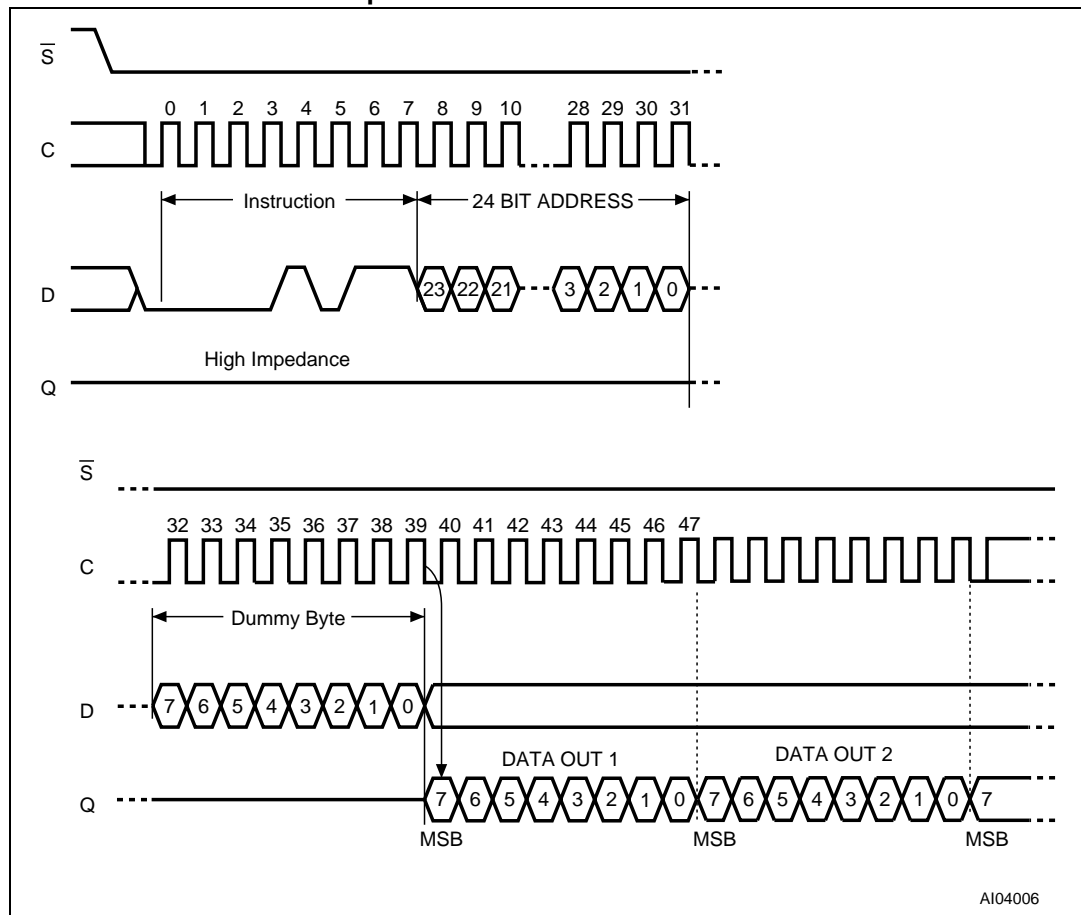 S
0 1 2 3 4 5 6 7 8 9 10 28 29 30 31
C
Instruction 24 BIT ADDRESS
D 23 22 21 3 2 1 0
High Impedance
Q
S
32 33 34 35 36 37 38 39 40 41 42 43 44 45 46 47
C
Dummy Byte
D 7 6 5 4 3 2 1 0
DATA OUT 1 DATA OUT 2
Q 7 6 5 4 3 2 1 0 7 6 5 4 3 2 1 0 7
MSB MSB MSB
AI04006